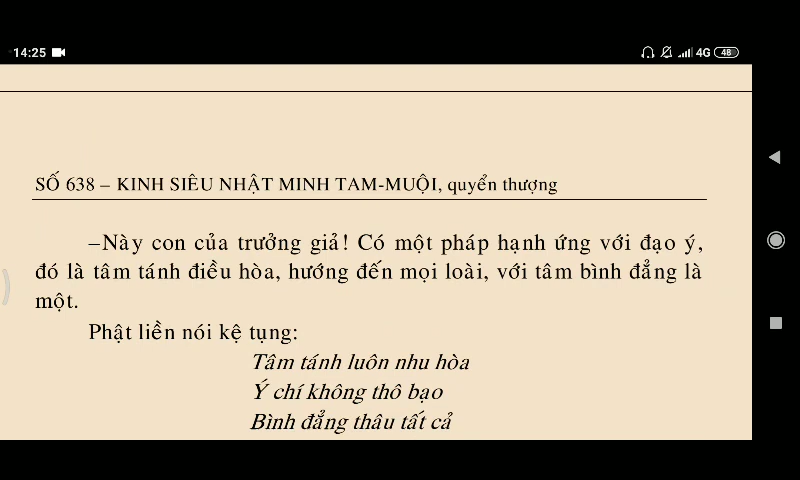 14:25
4G 48
SỐ 638 – KINH SIÊU NHẬT MINH TAM-MUỘI, quyển thượng
–Này con của trưởng giả! Có một pháp hạnh ứng với đạo ý,
đó là tâm tánh điều hòa, hướng đến mọi loài, với tâm bình đẳng là
một.
Phật liền nói kệ tụng:
Tâm tánh luôn nhu hòa
Ý chí không thô bạo
Bình đẳng thâu tất cả